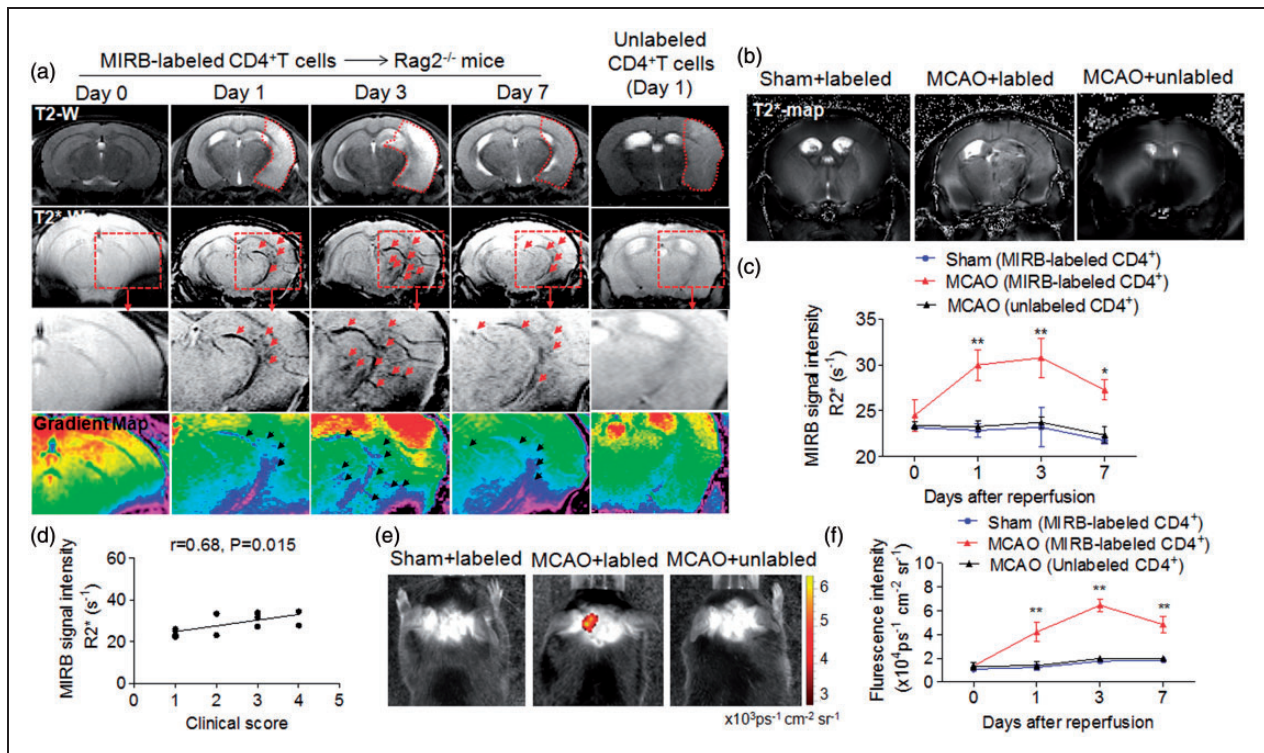 (a)
MIRB-labeled CD4+T cells → Rag2-/- mice
Unlabeled
CD4+T cells
(Day 1)
Day 0 Day 1 Day 3 Day 7
T2-W
T2*-W
Gradient Map
(b)
Sham+labeled MCAO+labled MCAO+unlabled
T2*-map
(c)
Sham (MIRB-labeled CD4+)
MCAO (MIRB-labeled CD4+)
MCAO (unlabeled CD4+)
MIRB signal intensity
R2* (s-1)
35
30
25
20
** ** *
0 1 3 7
Days after reperfusion
(d)
r=0.68, P=0.015
MIRB signal intensity
R2* (s-1)
60
40
20
0
0 1 2 3 4 5
Clinical score
(e)
Sham+labeled MCAO+labled MCAO+unlabled
6
5
4
3
x103ps-1 cm-2 sr-1
(f)
Sham (MIRB-labeled CD4+)
MCAO (MIRB-labeled CD4+)
MCAO (Unlabeled CD4+)
Flurescence intensity
(x104ps-1 cm-2 sr-1)
8
6
4
2
0
** ** **
0 1 3 7
Days after reperfusion